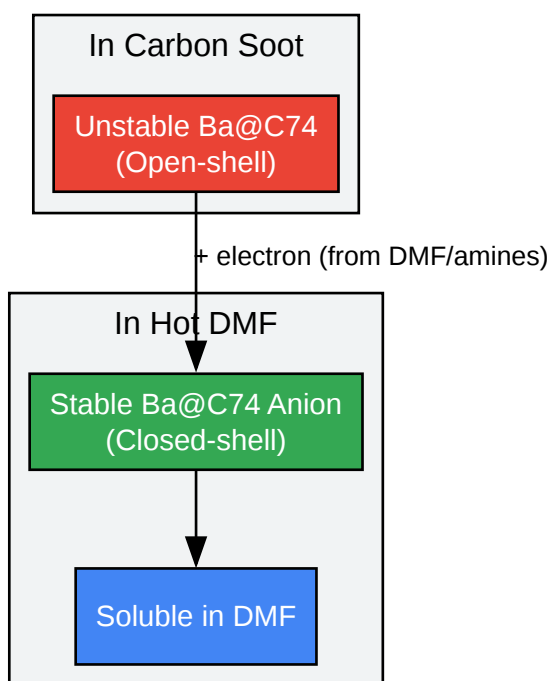 In Carbon Soot
Unstable Ba@C74
(Open-shell)
+ electron (from DMF/amines)
In Hot DMF
Stable Ba@C74 Anion
(Closed-shell)
Soluble in DMF